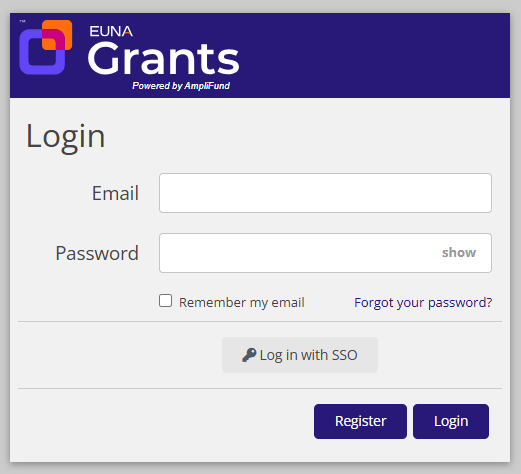 ™
EUNA
Grants
Powered by AmpliFund
Login
Email
Password
show
Remember my email
Forgot your password?
Log in with SSO
Register
Login